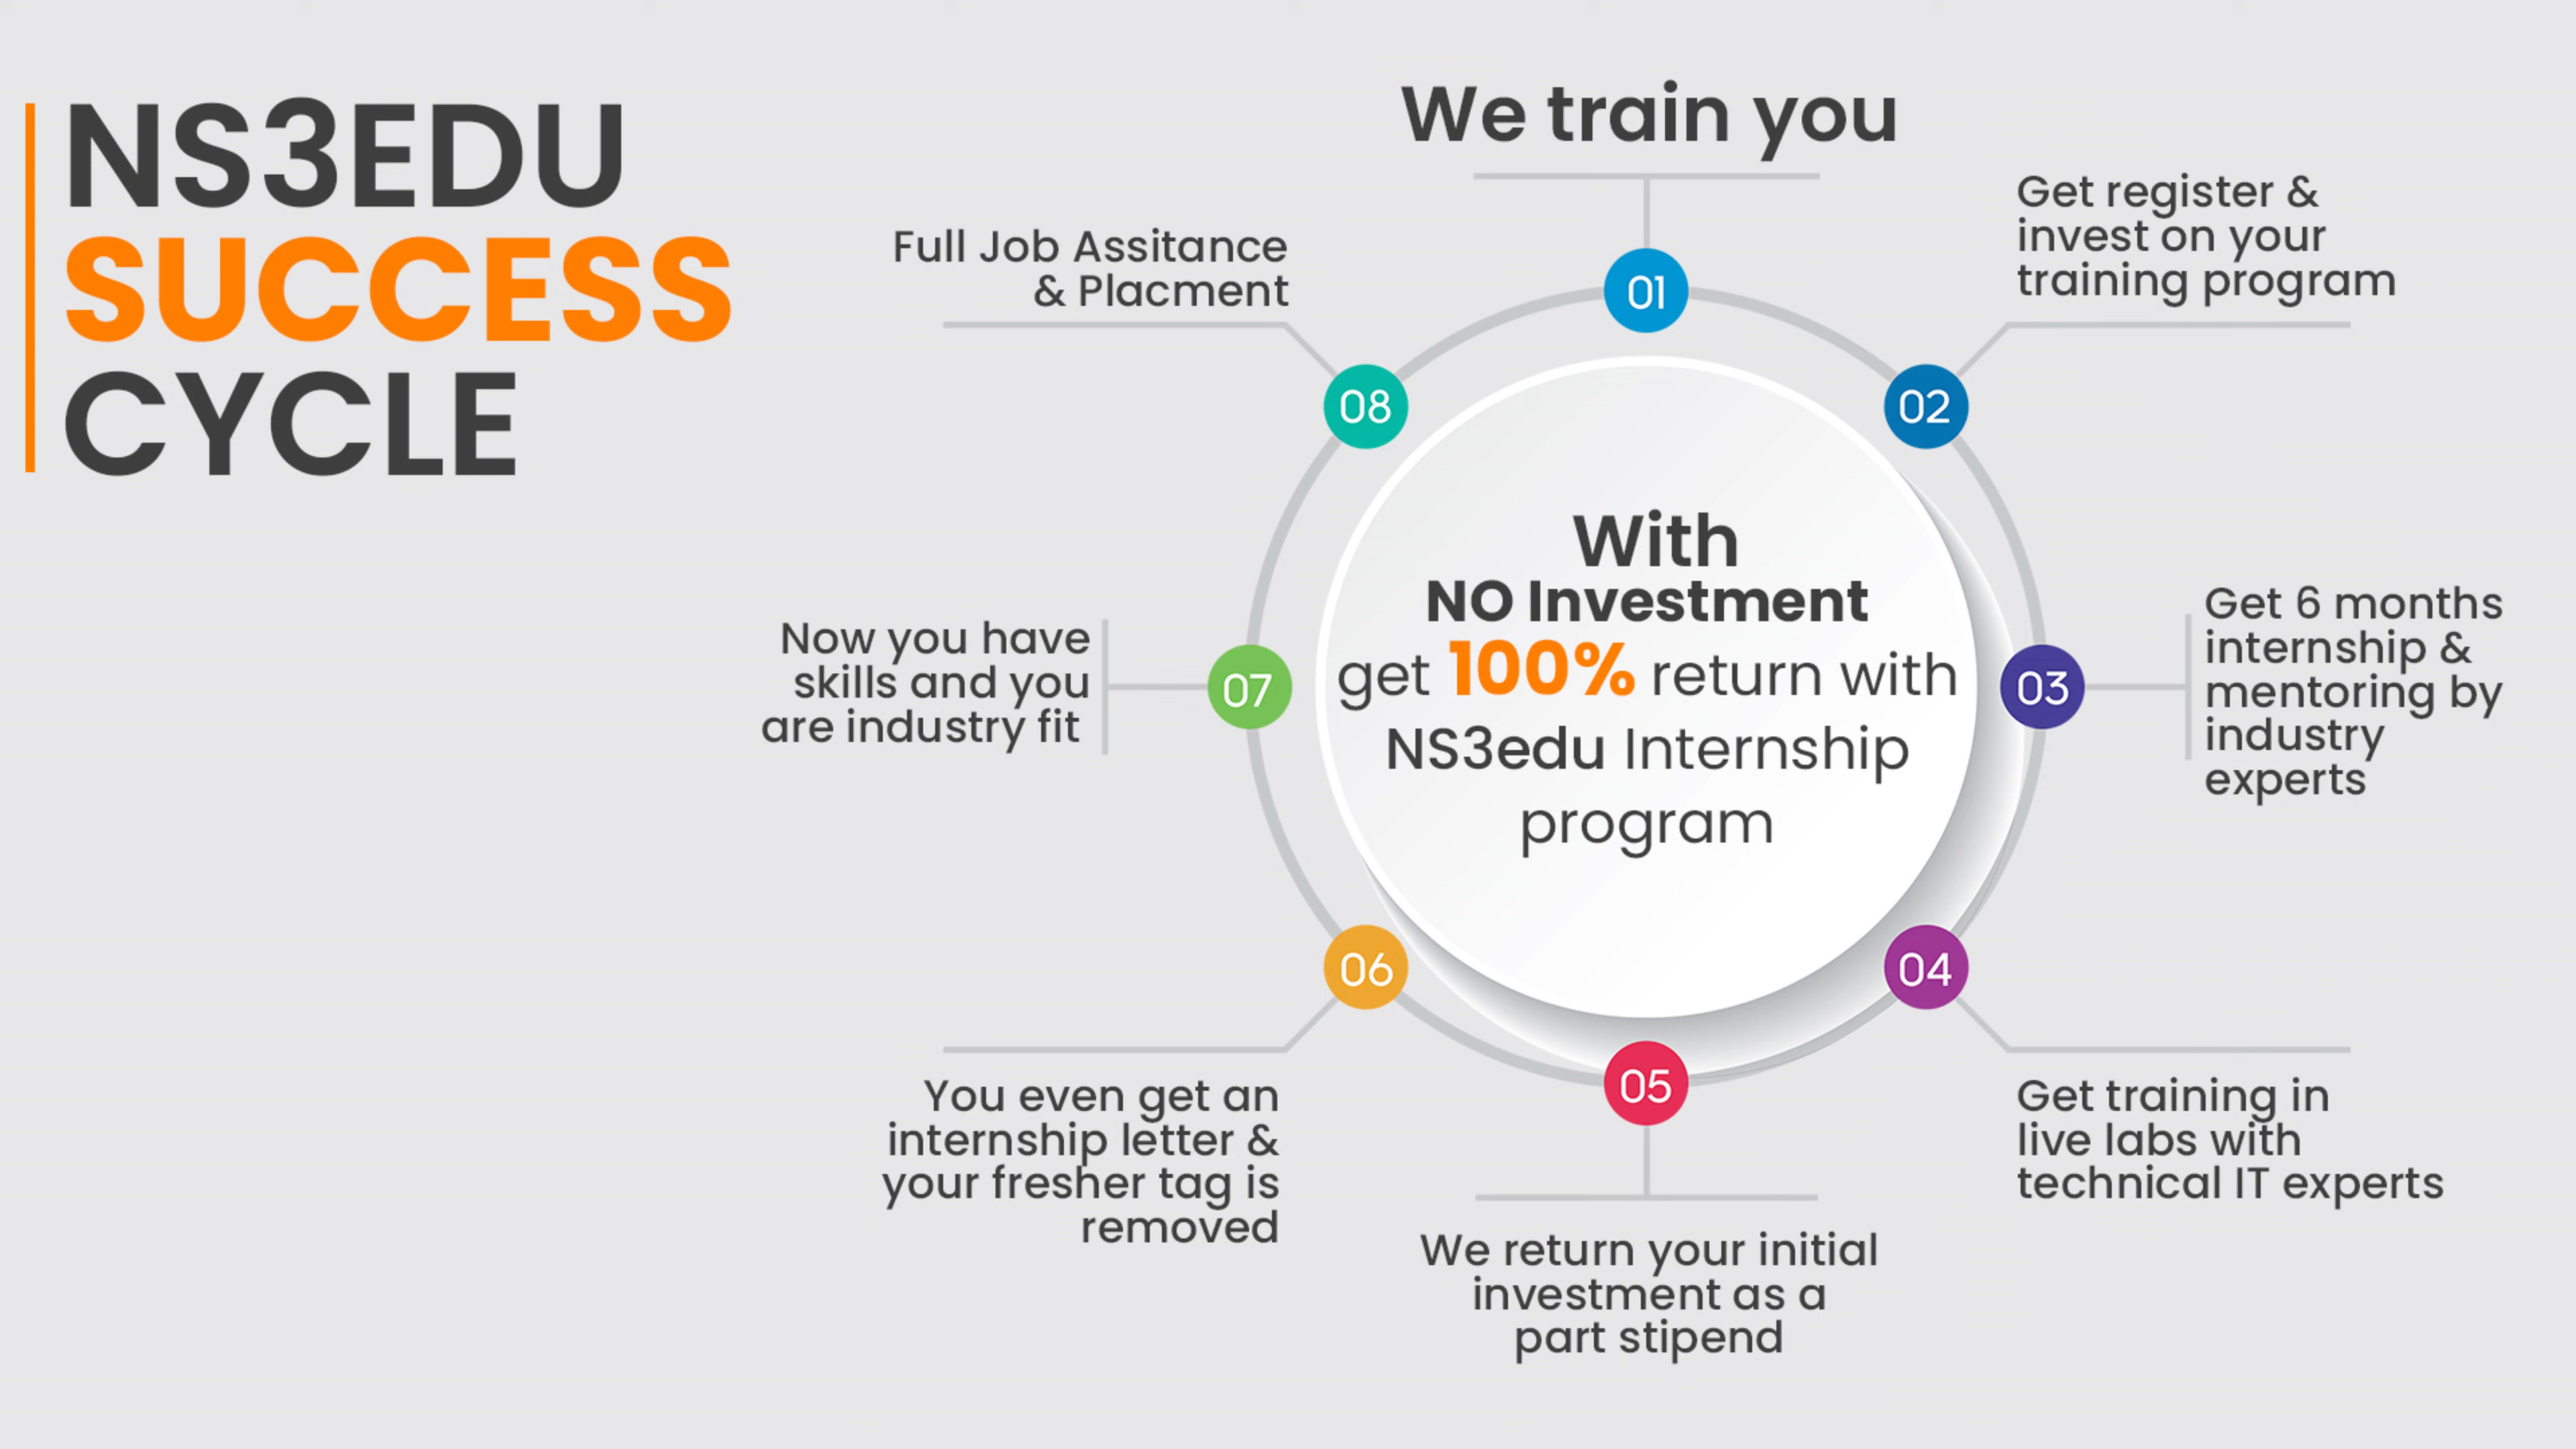 NS3EDU
SUCCESS
CYCLE
We train you
01
Get register &
invest on your
training program
02
Get 6 months
internship &
mentoring by
industry
experts
03
Get training in
live labs with
technical IT experts
04
We return your initial
investment as a
part stipend
05
You even get an
internship letter &
your fresher tag is
removed
06
Now you have
skills and you
are industry fit
07
Full Job Assitance
& Placment
08
With
NO Investment
get 100% return with
NS3edu Internship
program